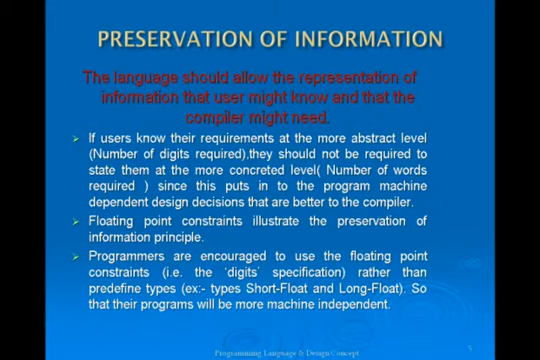 PRESERVATION OF INFORMATION
The language should allow the representation of
information that user might know and that the
compiler might need.
If users know their requirements at the more abstract level
(Number of digits required),they should not be required to
state them at the more concreted level( Number of words
required ) since this puts in to the program machine
dependent design decisions that are better to the compiler.
Floating point constraints illustrate the preservation of
information principle.
Programmers are encouraged to use the floating point
constraints (i.e. the 'digits' specification) rather than
predefine types (ex:- types Short-Float and Long-Float). So
that their programs will be more machine independent.
Programming Language & Design Concept
5